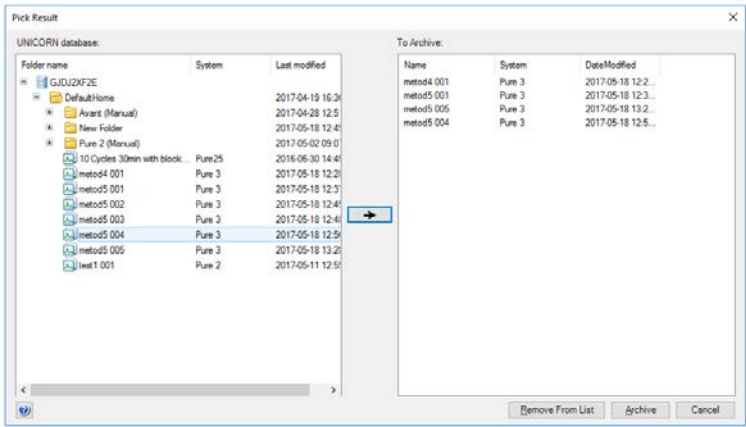 Pick Result
UNICORN database:
To Archive:
Folder name System Last modified
GJDJ2XF2E
DefaultHome 2017-04-19 16:3
Avant (Manual) 2017-04-28 12:5
New Folder 2017-05-18 12:4
Pure 2 (Manual) 2017-05-02 09:0
10 Cycles 30min with block... Pure25 2016-06-30 14:4
metod4 001 Pure 3 2017-05-18 12:2
metod5 001 Pure 3 2017-05-18 12:3
metod5 002 Pure 3 2017-05-18 12:4
metod5 003 Pure 3 2017-05-18 12:4
metod5 004 Pure 3 2017-05-18 12:5
metod5 005 Pure 3 2017-05-18 13:2
test1 001 Pure 2 2017-05-11 12:5
Name System DateModified
metod4 001 Pure 3 2017-05-18 12:2...
metod5 001 Pure 3 2017-05-18 12:3...
metod5 005 Pure 3 2017-05-18 13:2...
metod5 004 Pure 3 2017-05-18 12:5...
Remove From List Archive Cancel